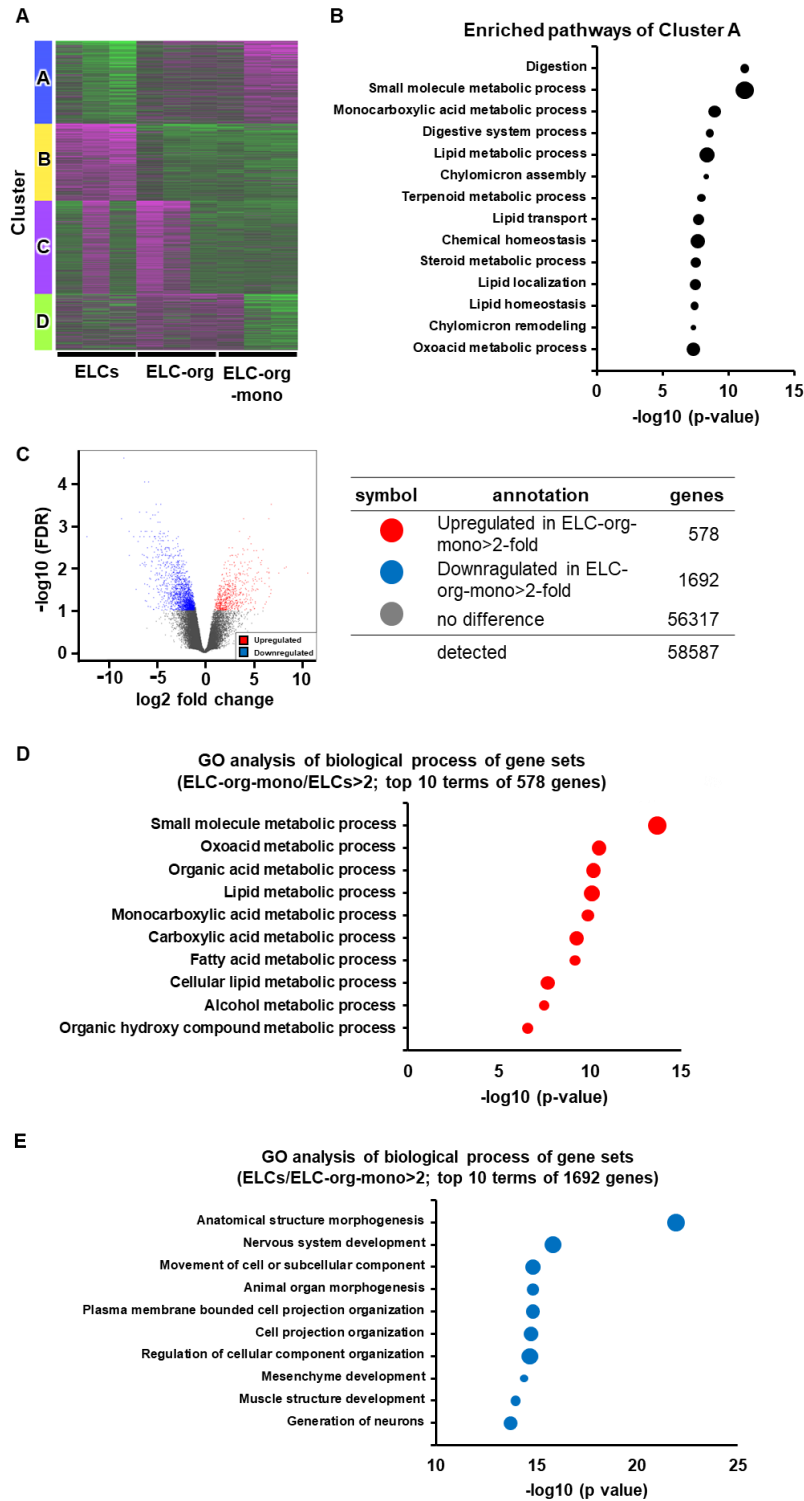 A
Cluster
A
B
C
D
ELCs
ELC-org
ELC-org
-mono
B
Enriched pathways of Cluster A
Digestion
Small molecule metabolic process
Monocarboxylic acid metabolic process
Digestive system process
Lipid metabolic process
Chylomicron assembly
Terpenoid metabolic process
Lipid transport
Chemical homeostasis
Steroid metabolic process
Lipid localization
Lipid homeostasis
Chylomicron remodeling
Oxoacid metabolic process
0 5 10 15
-log10 (p-value)
C
-log10 (FDR)
4
3
2
1
0
-10 -5 0 5 10
log2 fold change
Upregulated
Downregulated
symbol annotation genes
Upregulated in ELC-org-
mono>2-fold
578
Downragulated in ELC-
org-mono>2-fold
1692
no difference 56317
detected 58587
D
GO analysis of biological process of gene sets
(ELC-org-mono/ELCs>2; top 10 terms of 578 genes)
Small molecule metabolic process
Oxoacid metabolic process
Organic acid metabolic process
Lipid metabolic process
Monocarboxylic acid metabolic process
Carboxylic acid metabolic process
Fatty acid metabolic process
Cellular lipid metabolic process
Alcohol metabolic process
Organic hydroxy compound metabolic process
0 5 10 15
-log10 (p-value)
E
GO analysis of biological process of gene sets
(ELCs/ELC-org-mono>2; top 10 terms of 1692 genes)
Anatomical structure morphogenesis
Nervous system development
Movement of cell or subcellular component
Animal organ morphogenesis
Plasma membrane bounded cell projection organization
Cell projection organization
Regulation of cellular component organization
Mesenchyme development
Muscle structure development
Generation of neurons
10 15 20 25
-log10 (p value)